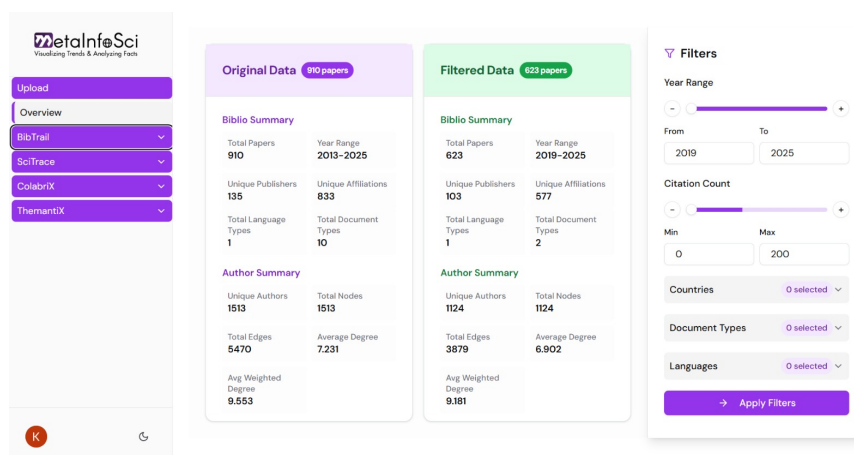 MetaInfoSci
Visualizing Trends & Analyzing Facts
Upload
Overview
BibTrail
SciTrace
ColabriX
ThemantiX
K
Original Data 910 papers
Biblio Summary
Total Papers
910
Year Range
2013-2025
Unique Publishers
135
Unique Affiliations
833
Total Language
Types
1
Total Document
Types
10
Author Summary
Unique Authors
1513
Total Nodes
1513
Total Edges
5470
Average Degree
7.231
Avg Weighted
Degree
9.553
Filtered Data 623 papers
Biblio Summary
Total Papers
623
Year Range
2019-2025
Unique Publishers
103
Unique Affiliations
577
Total Language
Types
1
Total Document
Types
2
Author Summary
Unique Authors
1124
Total Nodes
1124
Total Edges
3879
Average Degree
6.902
Avg Weighted
Degree
9.181
Filters
Year Range
- +
From
To
2019
2025
Citation Count
- +
Min
Max
0
200
Countries 0 selected
Document Types 0 selected
Languages 0 selected
→ Apply Filters